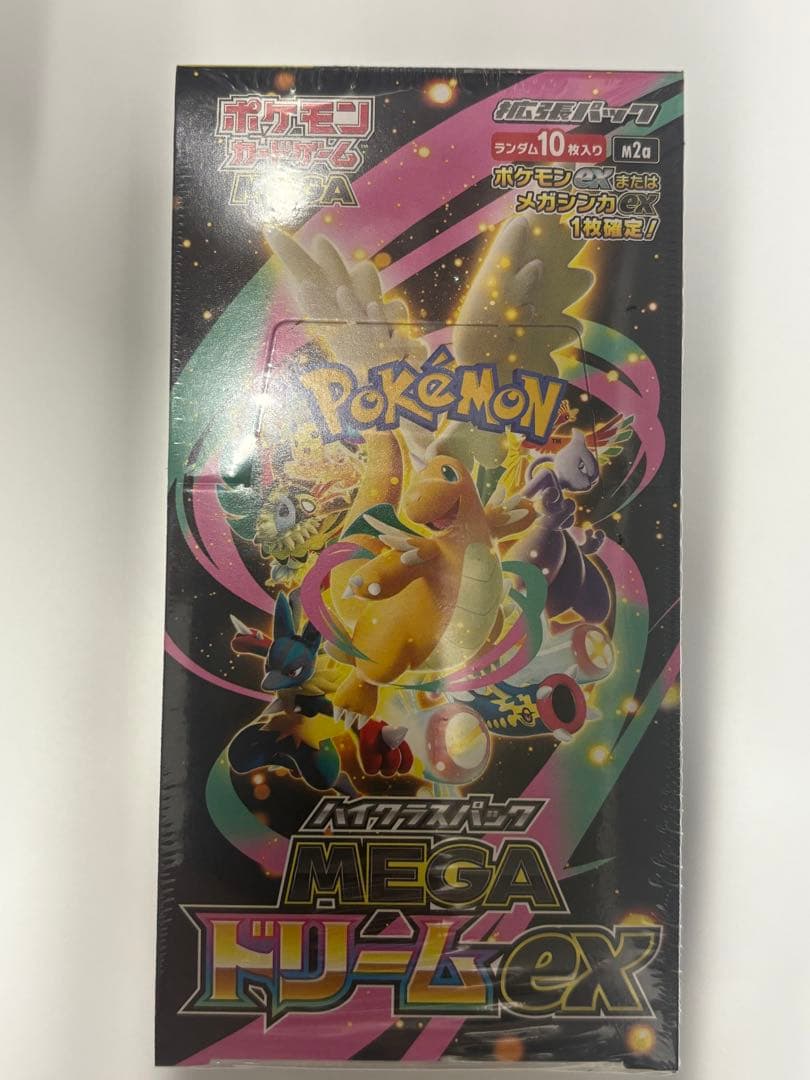 ポケモン
カードゲーム
MEGA
拡張パック
ランダム10枚入り
M2a
ポケモンexまたは
メガシンカex
1枚確定!
POKÉMON
TM
ハイクラスパック
MEGA
ドリームex